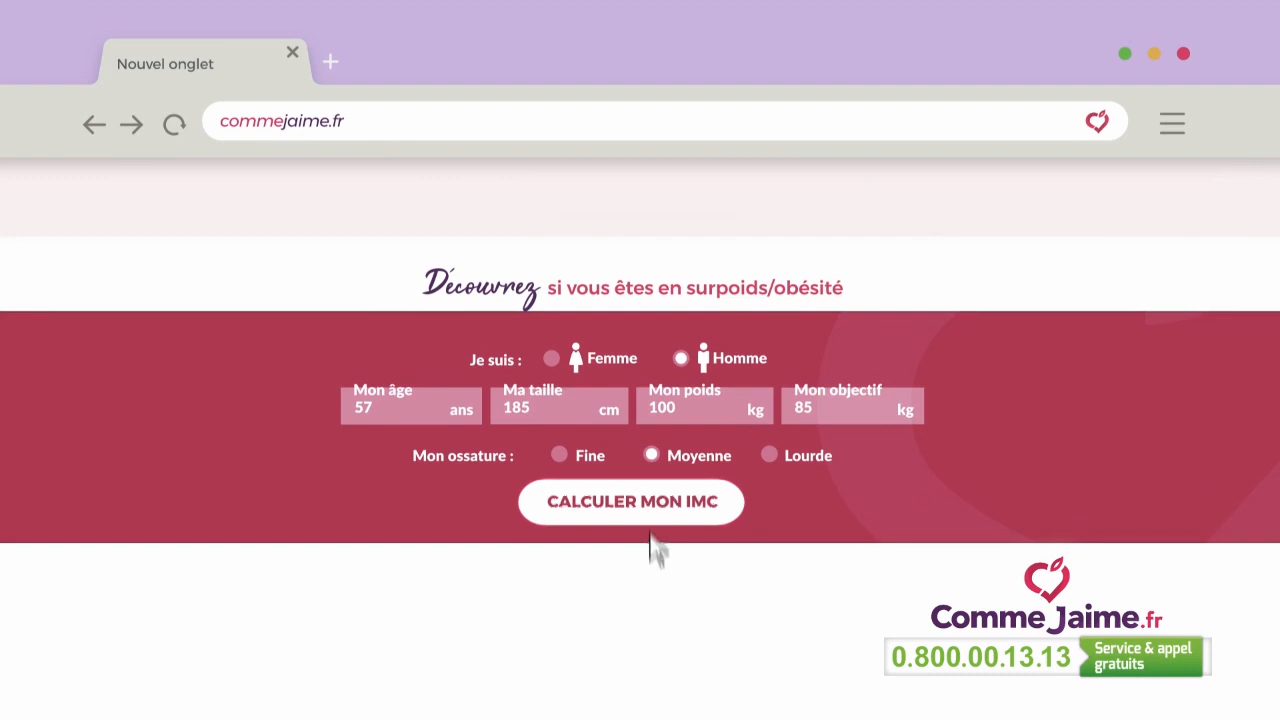 Nouvel onglet
commejaime.fr
Découvrez si vous êtes en surpoids/obésité
Je suis : Femme Homme
Mon âge Ma taille Mon poids Mon objectif
57 ans 185 cm 100 kg 85 kg
Mon ossature : Fine Moyenne Lourde
CALCULER MON IMC
Comme Jaime.fr
0.800.00.13.13 Service & appel
gratuits